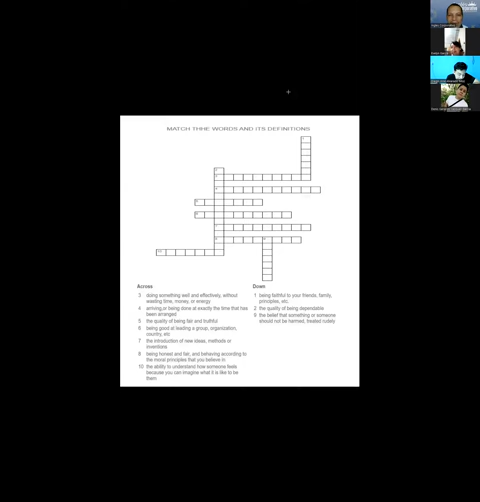 MATCH THHE WORDS AND ITS DEFINITIONS
Across
3 doing something well and effectively, without
wasting time, money, or energy
4 arriving,or being done at exactly the time that has
been arranged
5 the quality of being fair and truthful
6 being good at leading a group, organization,
country, etc
7 the introduction of new ideas, methods or
inventions
8 being honest and fair, and behaving according to
the moral principles that you believe in
10 the ability to understand how someone feels
because you can imagine what it is like to be
them
Down
1 being faithful to your friends, family,
principles, etc.
2 the quality of being dependable
9 the belief that something or someone
should not be harmed, treated rudely